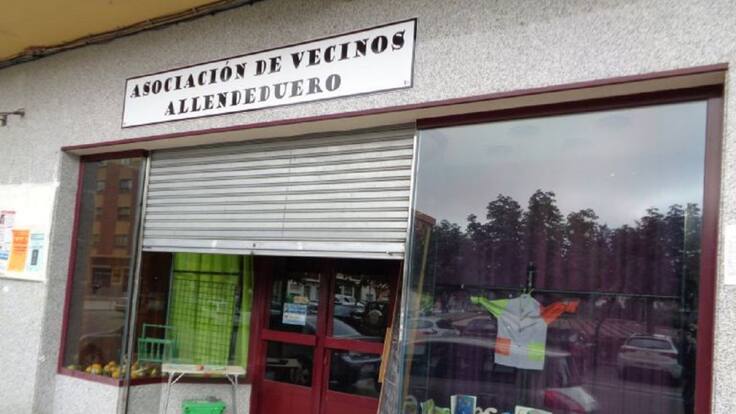 ASOCIACIÓN DE VECINOS
ALLENDEDUERO